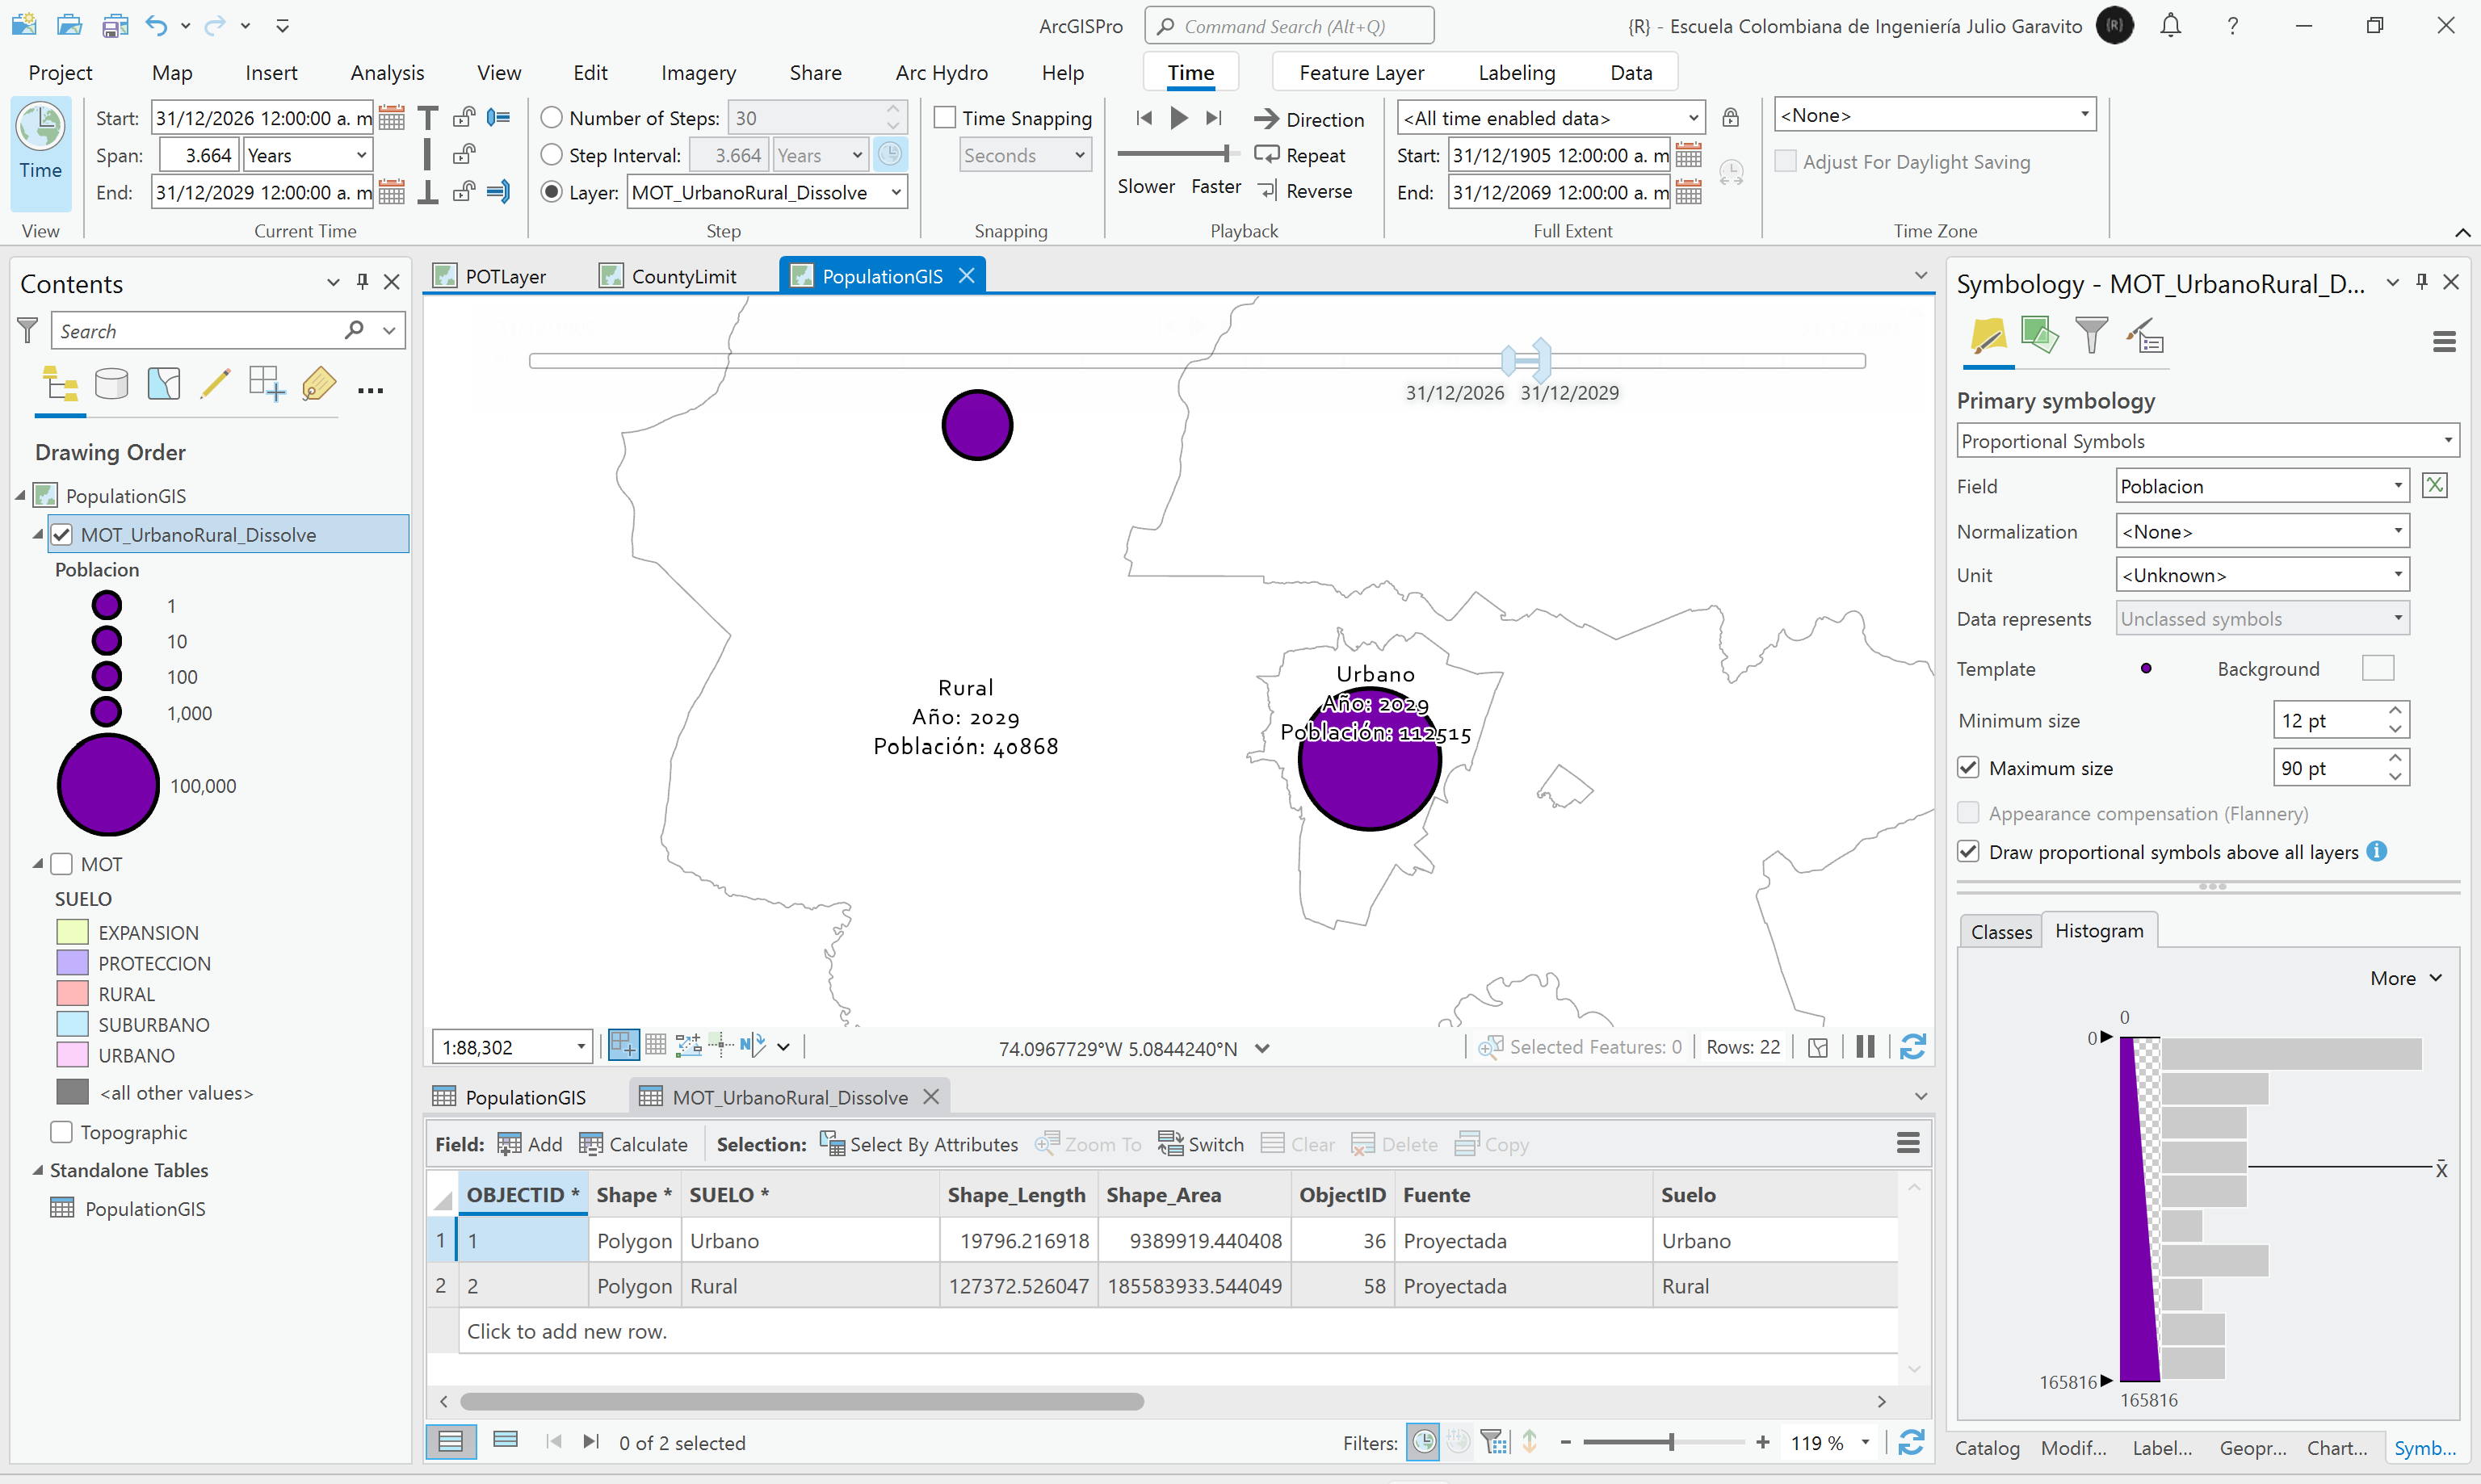 ArcGISPro
Command Search (Alt+Q)
{R} - Escuela Colombiana de Ingeniería Julio Garavito
{R}
Project
Map
Insert
Analysis
View
Edit
Imagery
Share
Arc Hydro
Help
Time
Feature Layer
Labeling
Data
Time
View
Start: 31/12/2026 12:00:00 a. m
Span: 3.664 Years
End: 31/12/2029 12:00:00 a. m
Current Time
Number of Steps: 30
Step Interval: 3.664 Years
Layer: MOT_UrbanoRural_Dissolve
Step
Time Snapping
Seconds
Snapping
Direction
Repeat
Slower Faster
Reverse
Playback
<All time enabled data>
Start: 31/12/1905 12:00:00 a. m
End: 31/12/2069 12:00:00 a. m
Full Extent
<None>
Adjust For Daylight Saving
Time Zone
Contents
Search
Drawing Order
PopulationGIS
MOT_UrbanoRural_Dissolve
Poblacion
1
10
100
1,000
100,000
MOT
SUELO
EXPANSION
PROTECCION
RURAL
SUBURBANO
URBANO
<all other values>
Topographic
Standalone Tables
PopulationGIS
POTLayer
CountyLimit
PopulationGIS
31/12/2026 31/12/2029
Rural
Año: 2029
Población: 40868
Urbano
Año: 2029
Población: 112515
1:88,302
N
74.0967729°W 5.0844240°N
Selected Features: 0
Rows: 22
PopulationGIS
MOT_UrbanoRural_Dissolve
Field: Add Calculate Selection: Select By Attributes Zoom To Switch Clear Delete Copy
OBJECTID * Shape * SUELO * Shape_Length Shape_Area ObjectID Fuente Suelo
1 1 Polygon Urbano 19796.216918 9389919.440408 36 Proyectada Urbano
2 2 Polygon Rural 127372.526047 185583933.544049 58 Proyectada Rural
Click to add new row.
0 of 2 selected
Filters:
119 %
Symbology - MOT_UrbanoRural_D...
Primary symbology
Proportional Symbols
Field Poblacion
Normalization <None>
Unit <Unknown>
Data represents Unclassed symbols
Template Background
Minimum size 12 pt
Maximum size 90 pt
Appearance compensation (Flannery)
Draw proportional symbols above all layers
Classes Histogram
More
0
0
x̄
165816
165816
Catalog Modif... Label... Geopr... Chart... Symb...